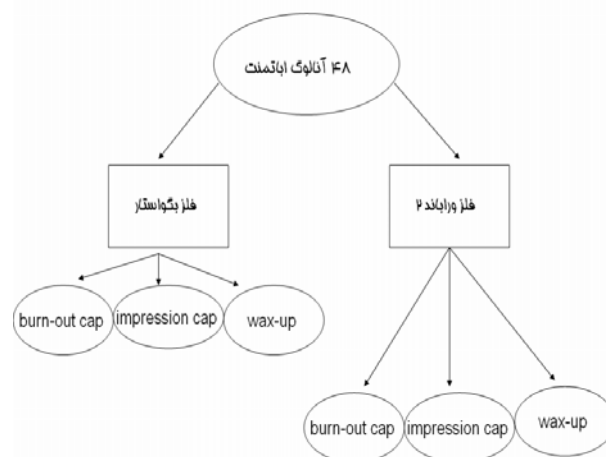 ۴۸ آنالوگ اباتمنت
فلز بگواستار
فلز وراباند ۲
burn-out cap
impression cap
wax-up
burn-out cap
impression cap
wax-up